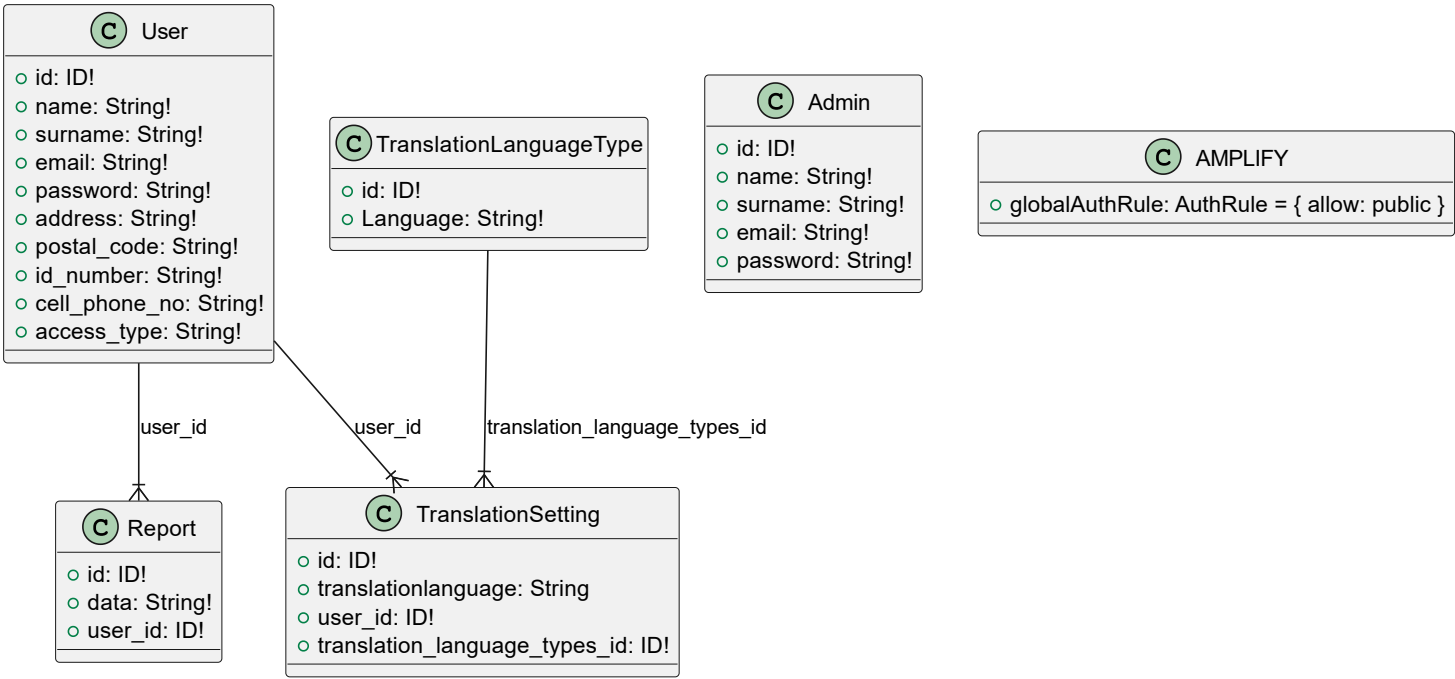 C User
id: ID!
name: String!
surname: String!
email: String!
password: String!
address: String!
postal_code: String!
id_number: String!
cell_phone_no: String!
access_type: String!
C TranslationLanguageType
id: ID!
Language: String!
C Admin
id: ID!
name: String!
surname: String!
email: String!
password: String!
C AMPLIFY
globalAuthRule: AuthRule = { allow: public }
user_id
user_id
translation_language_types_id
C Report
id: ID!
data: String!
user_id: ID!
C TranslationSetting
id: ID!
translationlanguage: String
user_id: ID!
translation_language_types_id: ID!